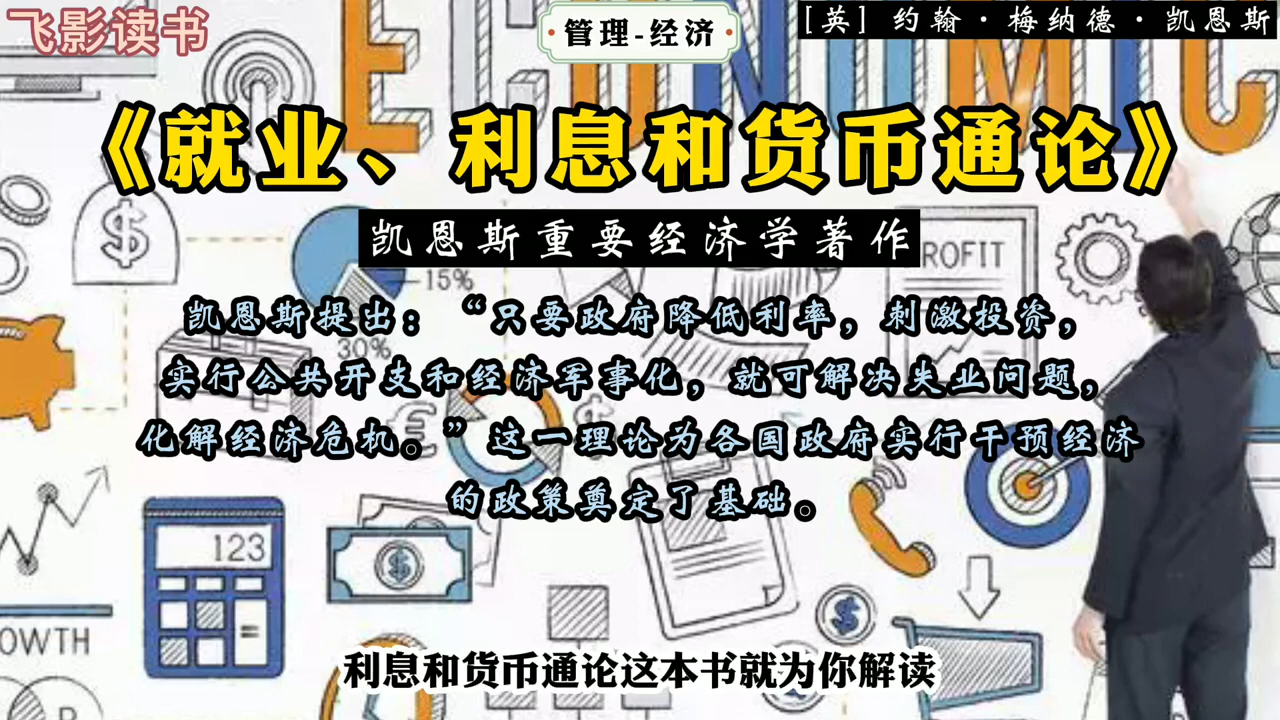 飞影读书
管理-经济
[英] 约翰·梅纳德·凯恩斯
ECONOMIC
《就业、利息和货币通论》
凯恩斯重要经济学著作
PROFIT
15%
30%
凯恩斯提出：“只要政府降低利率，刺激投资，
实行公共开支和经济军事化，就可解决失业问题，
化解经济危机。”这一理论为各国政府实行干预经济
的政策奠定了基础。
123
OWTH
利息和货币通论这本书就为你解读